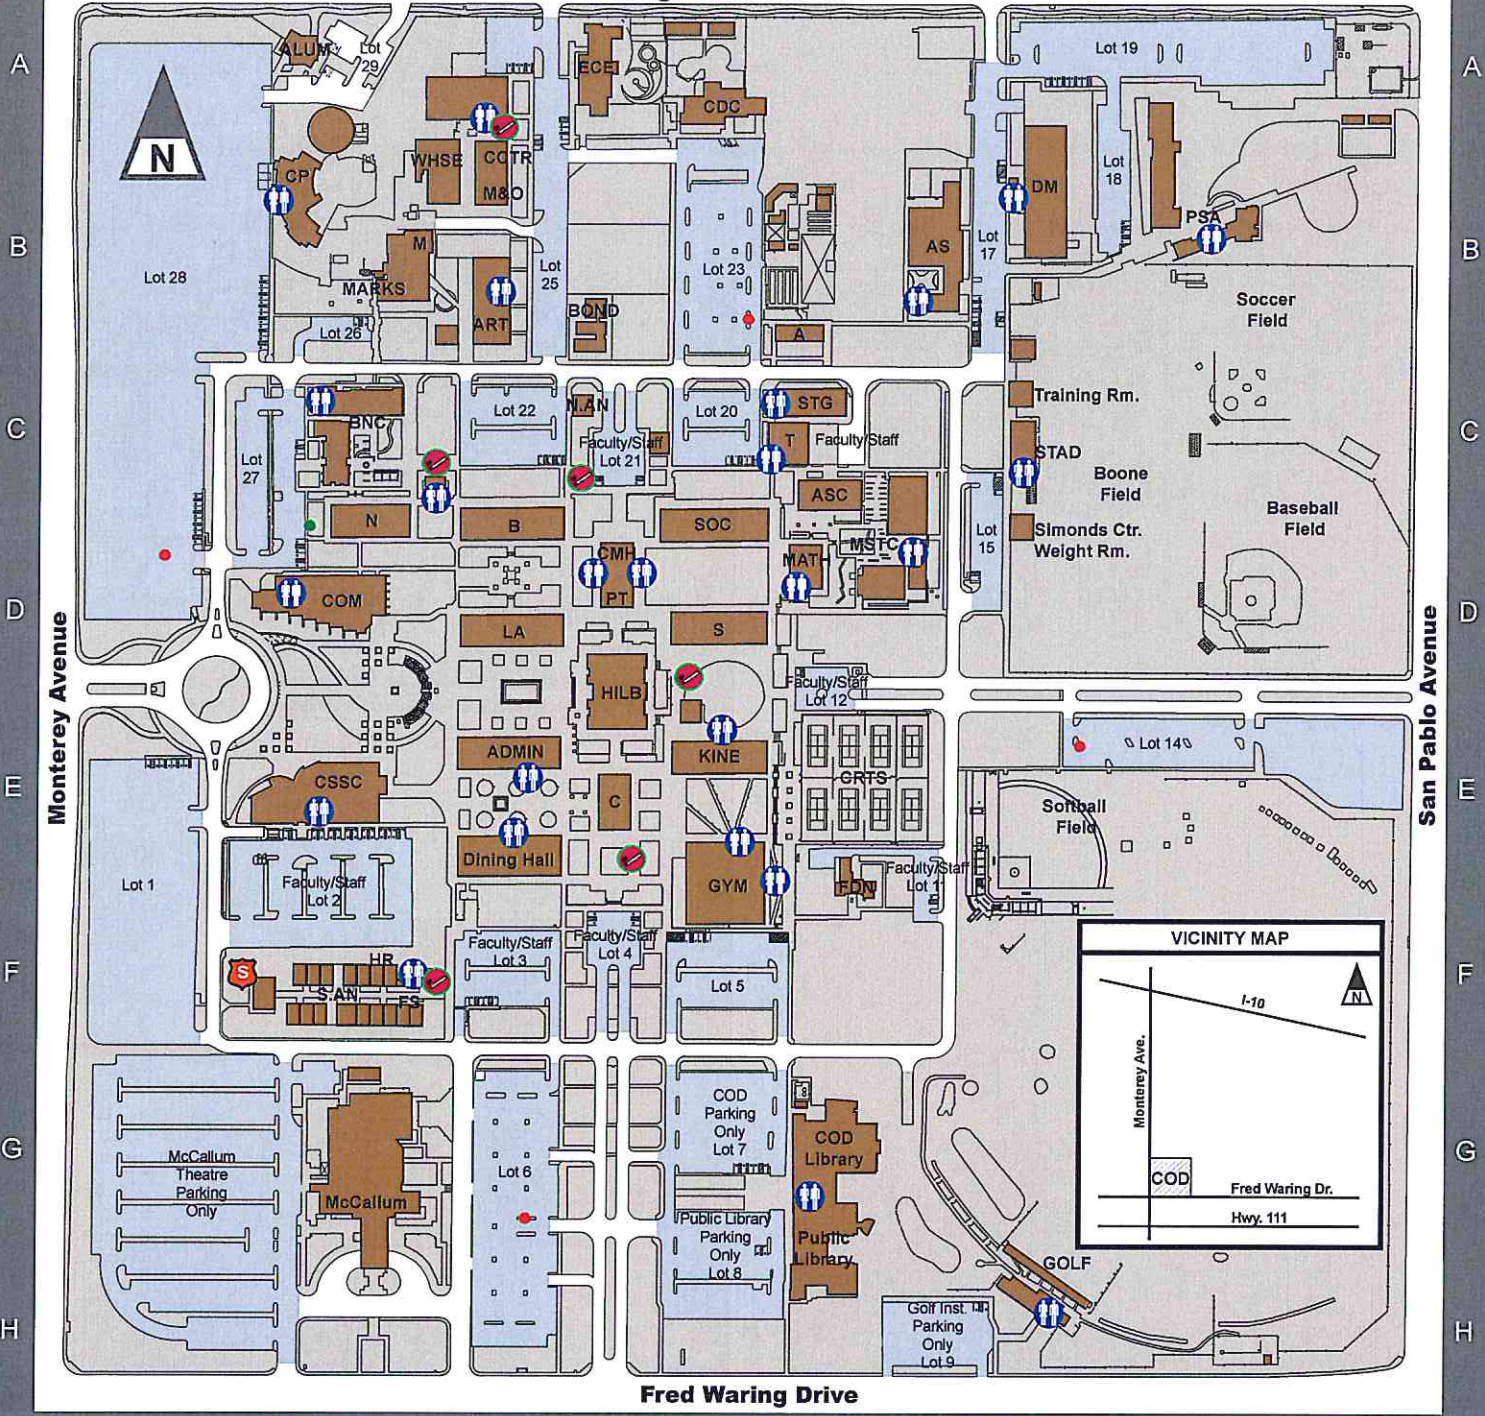 A
A
ALUM
Lot
29
ECE
CDC
Lot 19
N
WHSE
CCTR
M&O
CP
Lot
18
DM
PSA
B
B
M
AS
Lot
17
Lot
25
Lot 23
Lot 28
MARKS
Soccer
Field
BOND
ART
Lot 26
A
Training Rm.
C
C
BNC
Lot 22
N.AN
Faculty/Staff
Lot 21
Lot 20
STG
T
Faculty/Staff
STAD
Boone
Field
Lot
27
ASC
Baseball
Field
N
B
SOC
Lot
15
Simonds Ctr.
Weight Rm.
CMH
MATH
MSTC
PT
COM
D
D
LA
S
Monterey Avenue
San Pablo Avenue
HILB
Faculty/Staff
Lot 12
ADMIN
KINE
Lot 14
E
E
CSSC
C
CRTS
Softball
Field
Dining Hall
Lot 1
Faculty/Staff
Lot 2
GYM
FDN
Faculty/Staff
Lot 11
VICINITY MAP
Faculty/Staff
Lot 3
Faculty/Staff
Lot 4
F
F
HR
S
S.AN
FS
Lot 5
I-10
N
Monterey Ave.
COD
Parking
Only
Lot 7
COD
Library
G
G
McCallum
Theatre
Parking
Only
Lot 6
COD
Fred Waring Dr.
Hwy. 111
McCallum
Public Library
Parking
Only
Lot 8
Public
Library
GOLF
Golf Inst.
Parking
Only
Lot 9
H
H
Fred Waring Drive